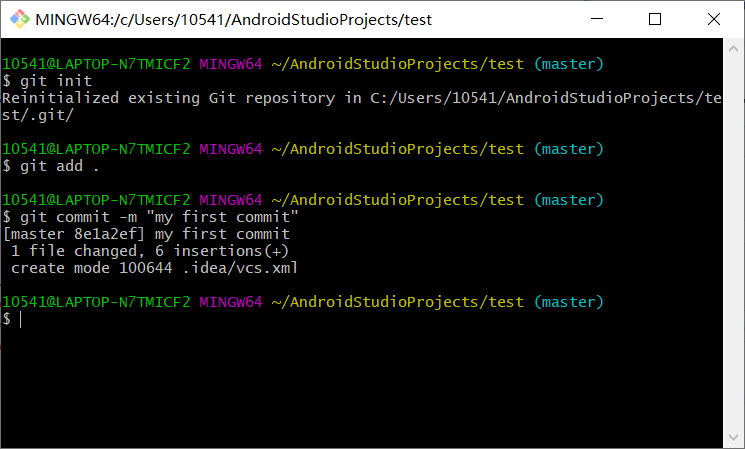 MINGW64:/c/Users/10541/AndroidStudioProjects/test
10541@LAPTOP-N7TMICF2 MINGW64 ~/AndroidStudioProjects/test (master)
$ git init
Reinitialized existing Git repository in C:/Users/10541/AndroidStudioProjects/te
st/.git/
10541@LAPTOP-N7TMICF2 MINGW64 ~/AndroidStudioProjects/test (master)
$ git add .
10541@LAPTOP-N7TMICF2 MINGW64 ~/AndroidStudioProjects/test (master)
$ git commit -m "my first commit"
[master 8e1a2ef] my first commit
 1 file changed, 6 insertions(+)
 create mode 100644 .idea/vcs.xml
10541@LAPTOP-N7TMICF2 MINGW64 ~/AndroidStudioProjects/test (master)
$